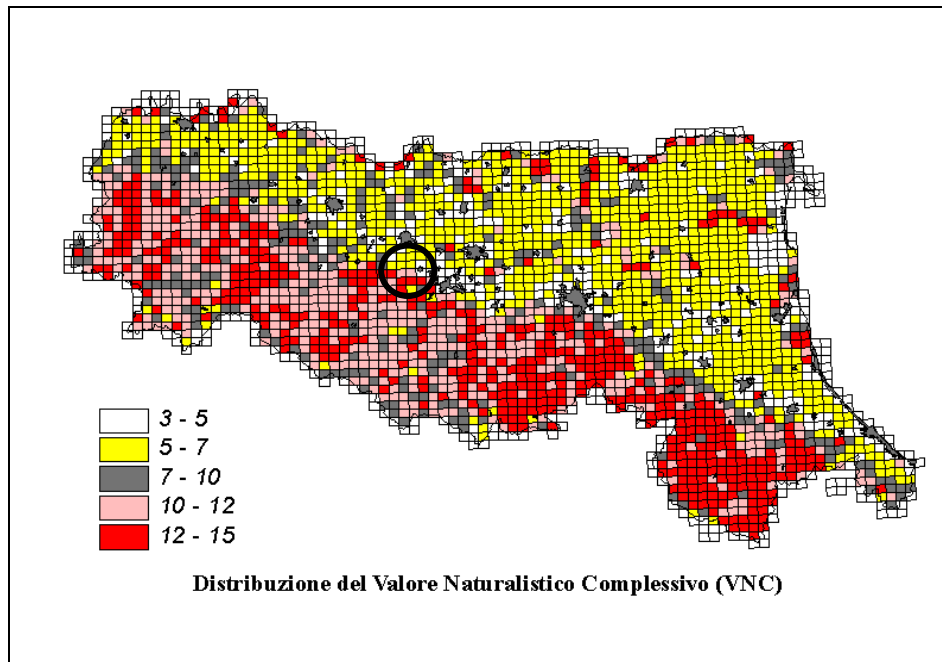 3 - 5
5 - 7
7 - 10
10 - 12
12 - 15
Distribuzione del Valore Naturalistico Complessivo (VNC)